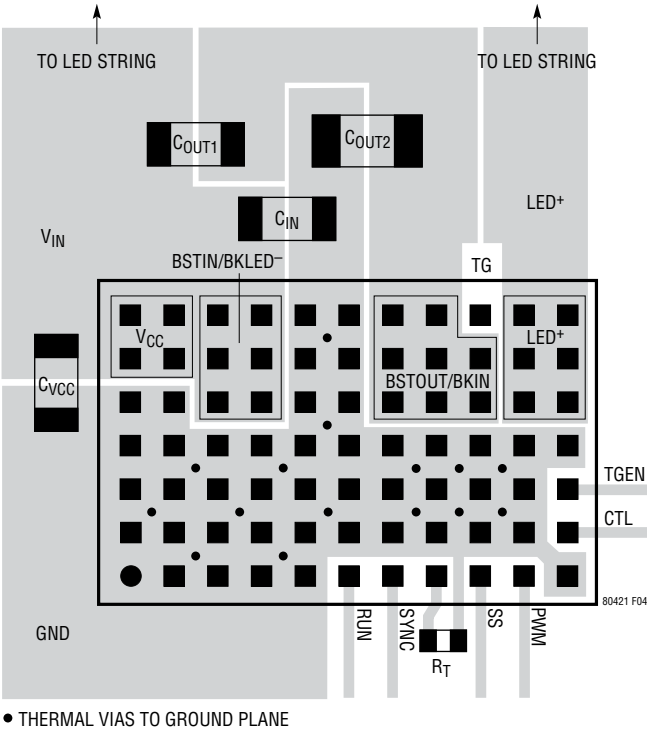 TO LED STRING
TO LED STRING
COUT1
COUT2
LED+
CIN
VIN
BSTIN/BKLED–
TG
VCC
LED+
CVCC
BSTOUT/BKIN
TGEN
CTL
80421 F04
GND
RUN
SYNC
RT
SS
PWM
● THERMAL VIAS TO GROUND PLANE